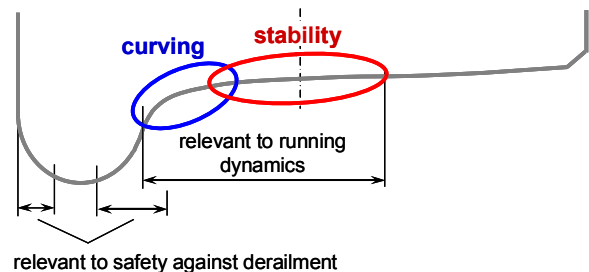 stability
curving
relevant to running
dynamics
relevant to safety against derailment